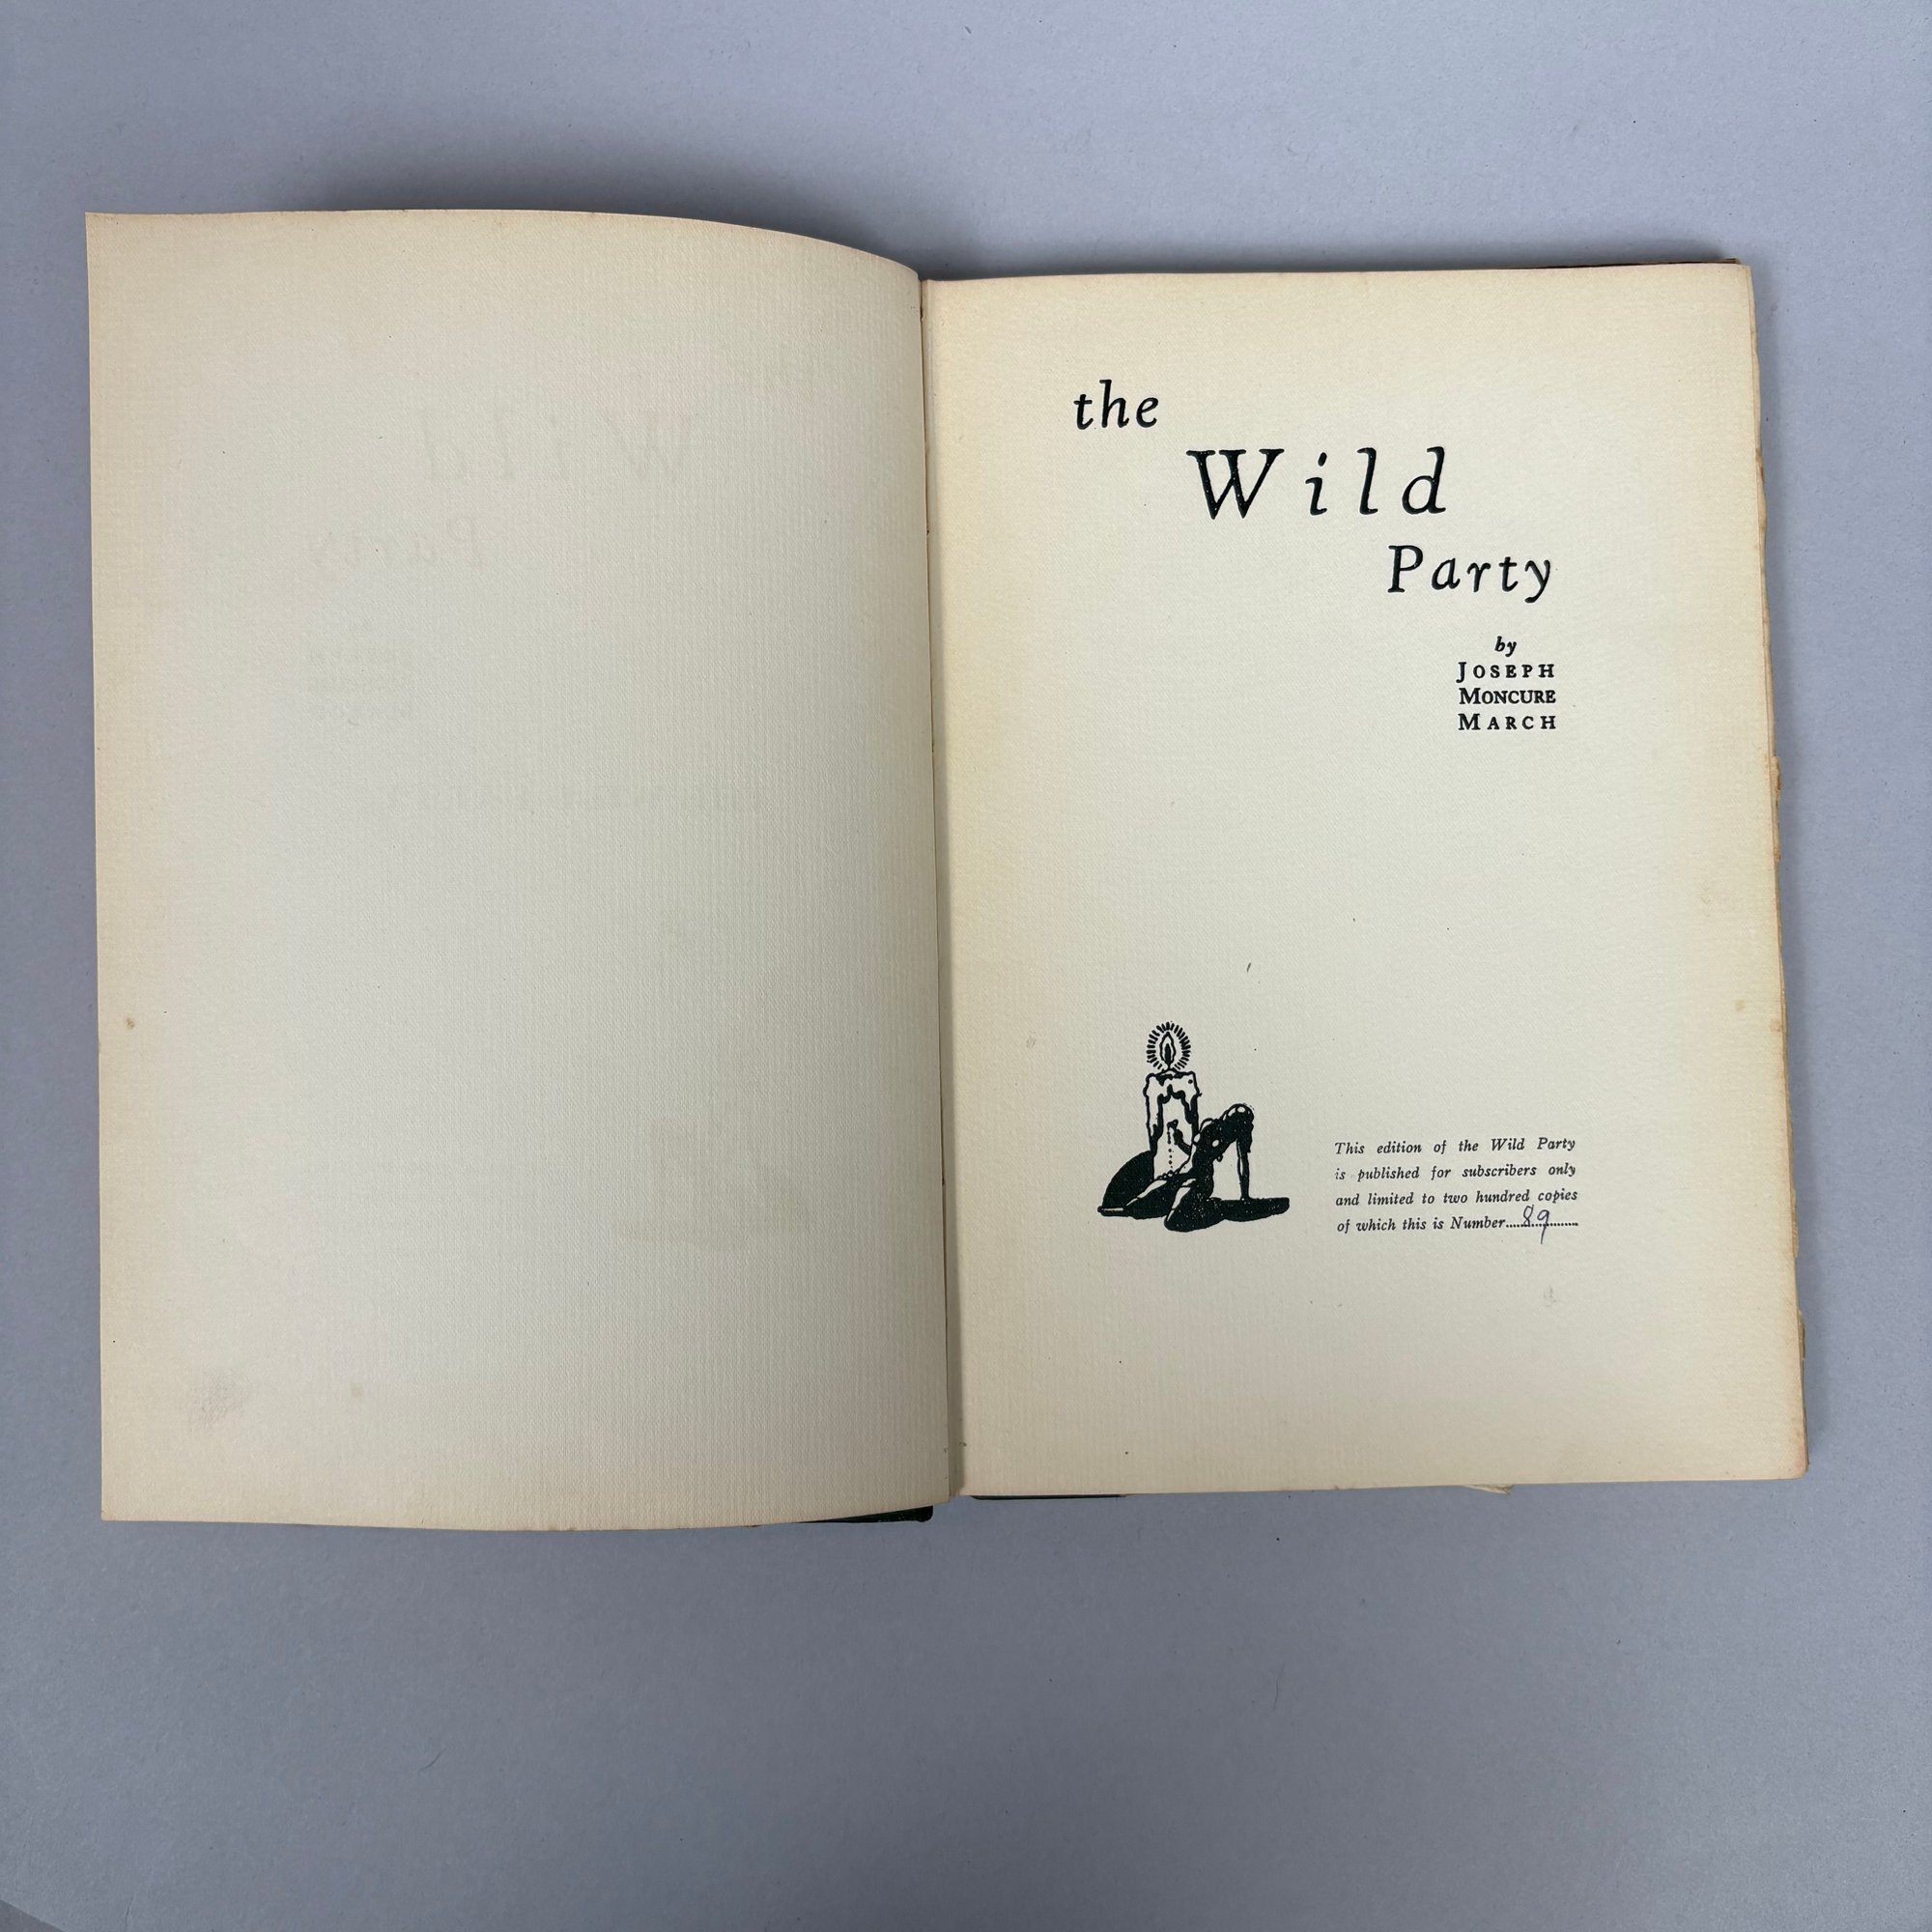 the
Wild
Party
by
JOSEPH
MONCURE
MARCH
This edition of the Wild Party
is published for subscribers only
and limited to two hundred copies
of which this is Number......89......